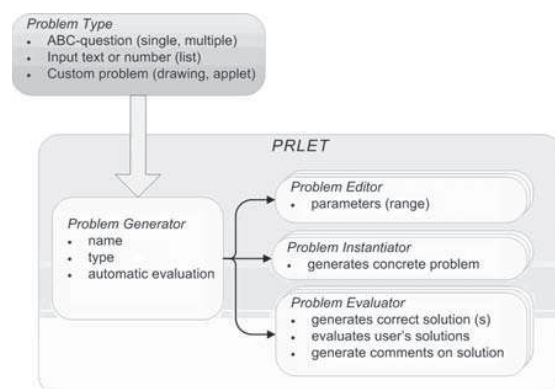 Problem Type
• ABC-question (single, multiple)
• Input text or number (list)
• Custom problem (drawing, applet)
PRLET
Problem Generator
• name
• type
• automatic evaluation
Problem Editor
• parameters (range)
Problem Instantiator
• generates concrete problem
Problem Evaluator
• generates correct solution (s)
• evaluates user's solutions
• generate comments on solution